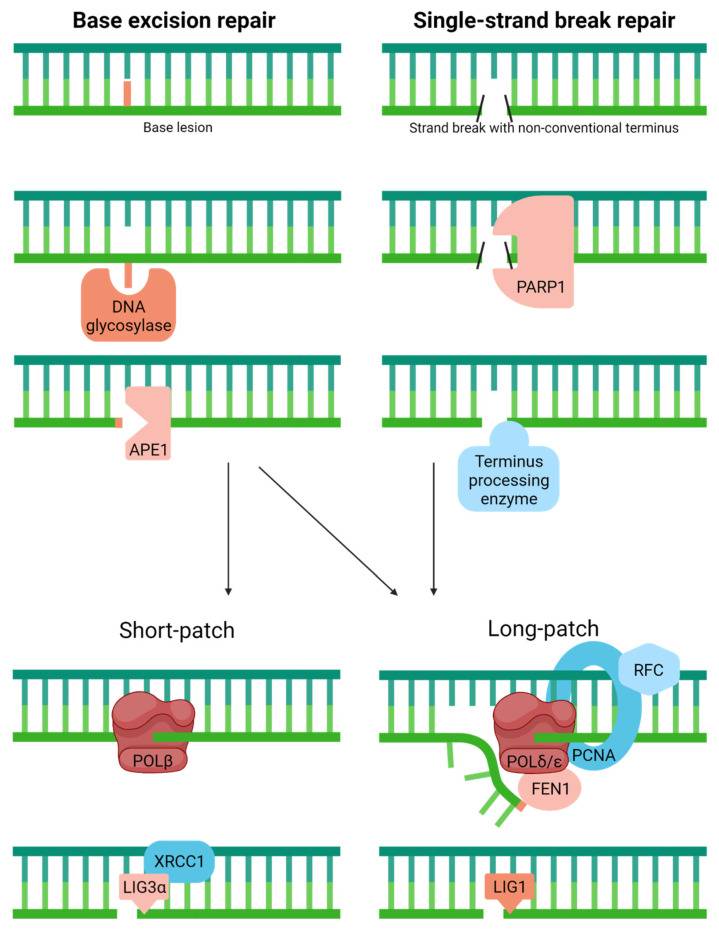 Base excision repair
Single-strand break repair
Base lesion
Strand break with non-conventional terminus
DNA
glycosylase
PARP1
APE1
Terminus
processing
enzyme
Short-patch
Long-patch
RFC
POLβ
POLδ/ε
PCNA
FEN1
XRCC1
LIG3α
LIG1